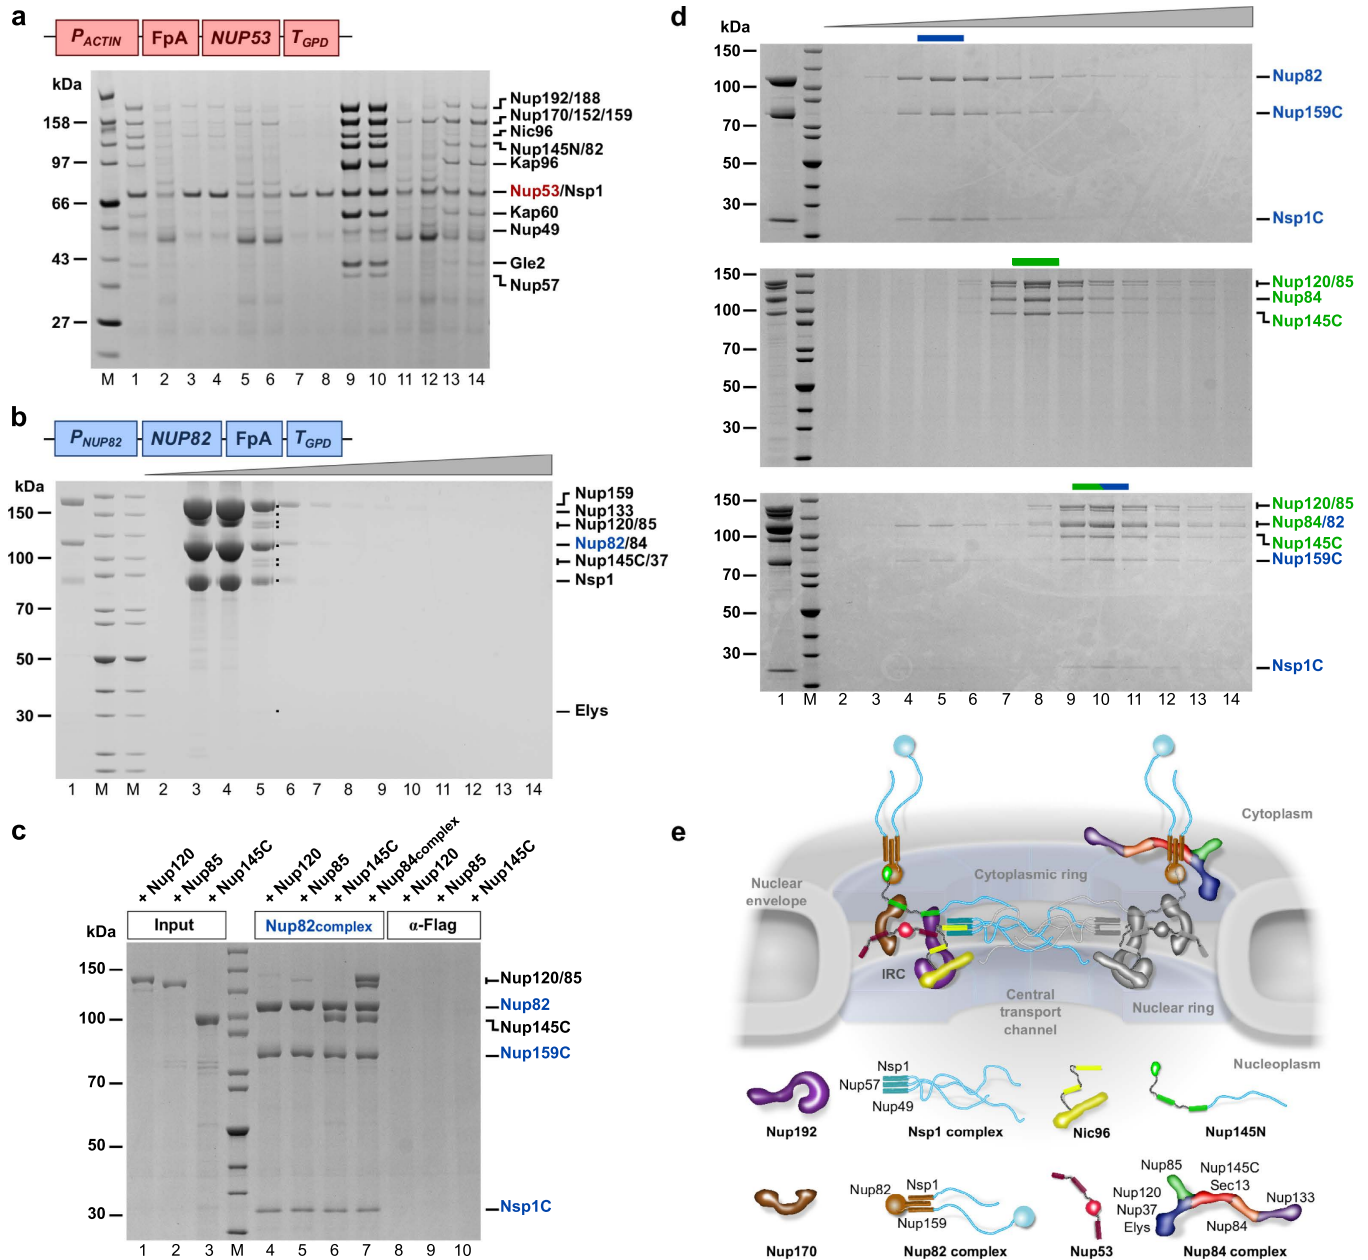 a
P_ACTIN FpA NUP53 T_GPD
kDa
158
97
66
43
27
Nup192/188
Nup170/152/159
Nic96
Nup145N/82
Kap96
Nup53/Nsp1
Kap60
Nup49
Gle2
Nup57
M 1 2 3 4 5 6 7 8 9 10 11 12 13 14
b
P_NUP82 NUP82 FpA T_GPD
kDa
150
100
70
50
30
Nup159
Nup133
Nup120/85
Nup82/84
Nup145C/37
Nsp1
Elys
1 M M 2 3 4 5 6 7 8 9 10 11 12 13 14
c
+ Nup120
+ Nup85
+ Nup145C
+ Nup120
+ Nup85
+ Nup145C
+ Nup84complex
+ Nup120
+ Nup85
+ Nup145C
Input
Nup82complex
α-Flag
kDa
150
100
70
50
30
Nup120/85
Nup82
Nup145C
Nup159C
Nsp1C
1 2 3 M 4 5 6 7 8 9 10
d
kDa
150
100
70
50
30
Nup82
Nup159C
Nsp1C
150
100
70
50
30
Nup120/85
Nup84
Nup145C
150
100
70
50
30
Nup120/85
Nup84/82
Nup145C
Nup159C
Nsp1C
1 M 2 3 4 5 6 7 8 9 10 11 12 13 14
e
Cytoplasm
Nuclear
envelope
Cytoplasmic ring
IRC
Central
transport
channel
Nuclear ring
Nucleoplasm
Nup192
Nsp1
Nup57
Nup49
Nsp1 complex
Nic96
Nup145N
Nup170
Nup82
Nsp1
Nup159
Nup82 complex
Nup53
Nup85
Nup145C
Sec13
Nup120
Nup37
Elys
Nup84
Nup133
Nup84 complex